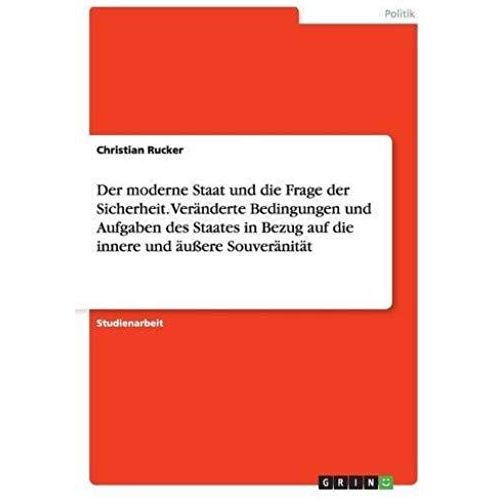 Politik
Christian Rucker
Der moderne Staat und die Frage der
Sicherheit. Veränderte Bedingungen und
Aufgaben des Staates in Bezug auf die
innere und äußere Souveränität
Studienarbeit
GRIN